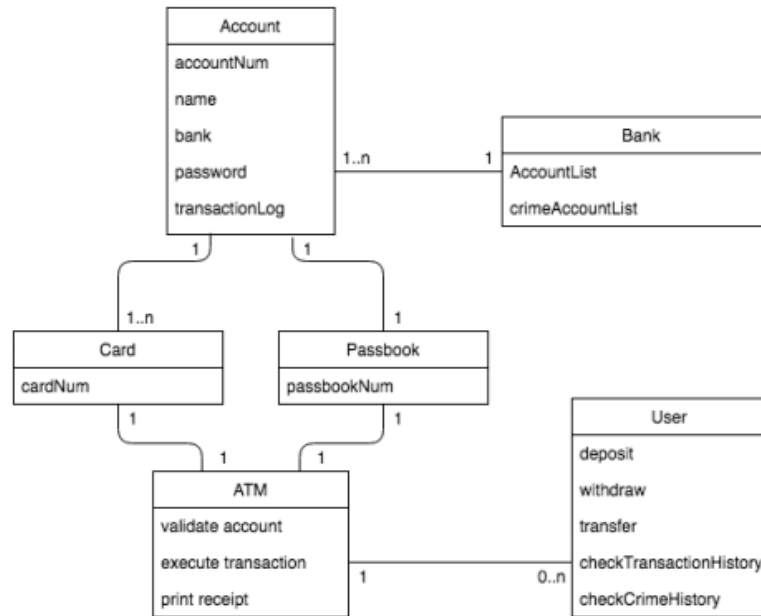 Account
accountNum
name
bank
password
transactionLog
1..n
1
Bank
AccountList
crimeAccountList
1
1
1..n
1
Card
cardNum
Passbook
passbookNum
1
1
1
1
ATM
validate account
execute transaction
print receipt
User
deposit
withdraw
transfer
checkTransactionHistory
checkCrimeHistory
1
0..n